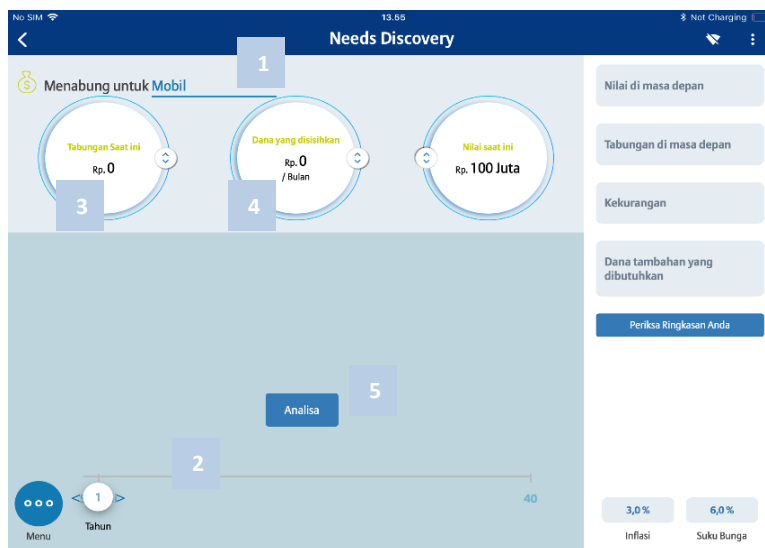 No SIM
13.55
Not Charging
Needs Discovery
1
Menabung untuk Mobil
Tabungan Saat ini
Rp. 0
3
Dana yang disisihkan
Rp. 0
/ Bulan
4
Nilai saat ini
Rp. 100 Juta
5
Analisa
2
< 1 >
Tahun
40
Menu
Nilai di masa depan
Tabungan di masa depan
Kekurangan
Dana tambahan yang
dibutuhkan
Periksa Ringkasan Anda
3,0 %
6,0 %
Inflasi
Suku Bunga